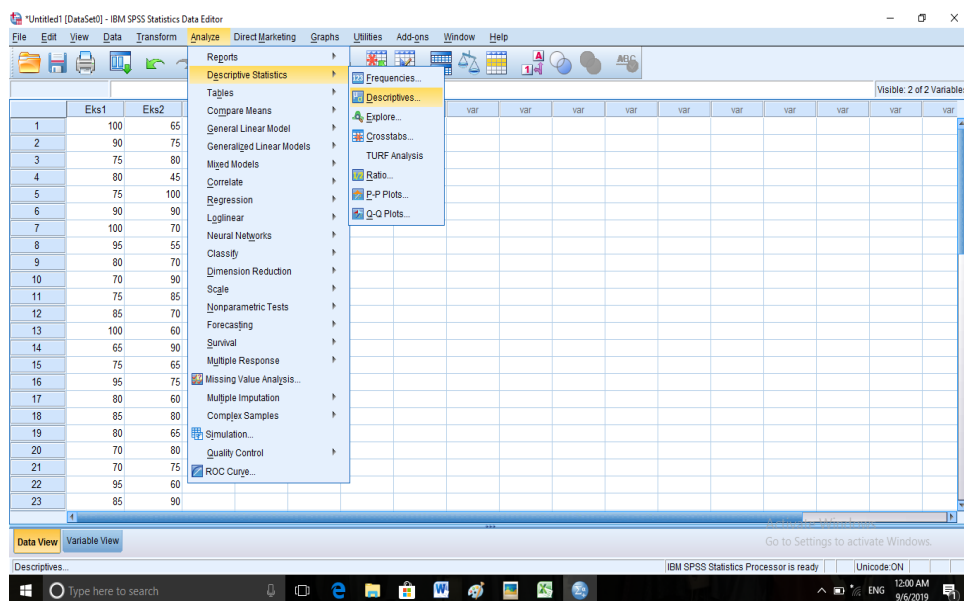 *Untitled1 [DataSet0] - IBM SPSS Statistics Data Editor
File Edit View Data Transform Analyze Direct Marketing Graphs Utilities Add-ons Window Help
Visible: 2 of 2 Variables
Reports
Descriptive Statistics
Tables
Compare Means
General Linear Model
Generalized Linear Models
Mixed Models
Correlate
Regression
Loglinear
Neural Networks
Classify
Dimension Reduction
Scale
Nonparametric Tests
Forecasting
Survival
Multiple Response
Missing Value Analysis...
Multiple Imputation
Complex Samples
Simulation...
Quality Control
ROC Curve...
Frequencies...
Descriptives...
Explore...
Crosstabs...
TURF Analysis
Ratio...
P-P Plots...
Q-Q Plots...
Eks1 Eks2 var var var var var var var var var var
1 100 65
2 90 75
3 75 80
4 80 45
5 75 100
6 90 90
7 100 70
8 95 55
9 80 70
10 70 90
11 75 85
12 85 70
13 100 60
14 65 90
15 75 65
16 95 75
17 80 60
18 85 80
19 80 65
20 70 80
21 70 75
22 95 60
23 85 90
Data View Variable View
Go to Settings to activate Windows.
Descriptives... IBM SPSS Statistics Processor is ready Unicode:ON
Type here to search
ENG 12:00 AM
9/6/2019